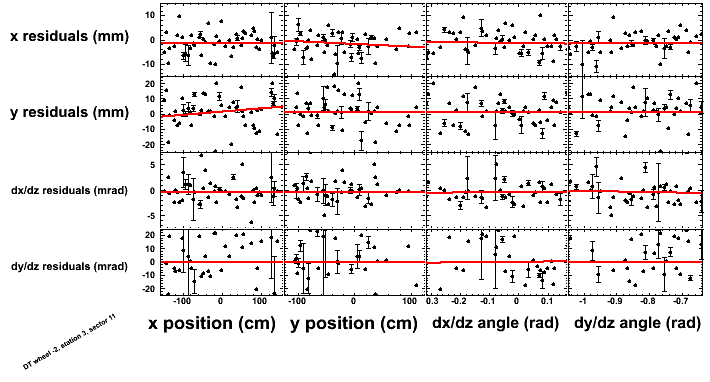 x residuals (mm)
10
0
-10
y residuals (mm)
20
10
0
-10
-20
dx/dz residuals (mrad)
5
0
-5
dy/dz residuals (mrad)
20
10
0
-10
-20
-100 0 100 -100 0 100 0.3 -0.2 -0.1 0 0.1 -1 -0.9 -0.8 -0.7
x position (cm) y position (cm) dx/dz angle (rad) dy/dz angle (rad)
DT wheel -2, station 3, sector 11